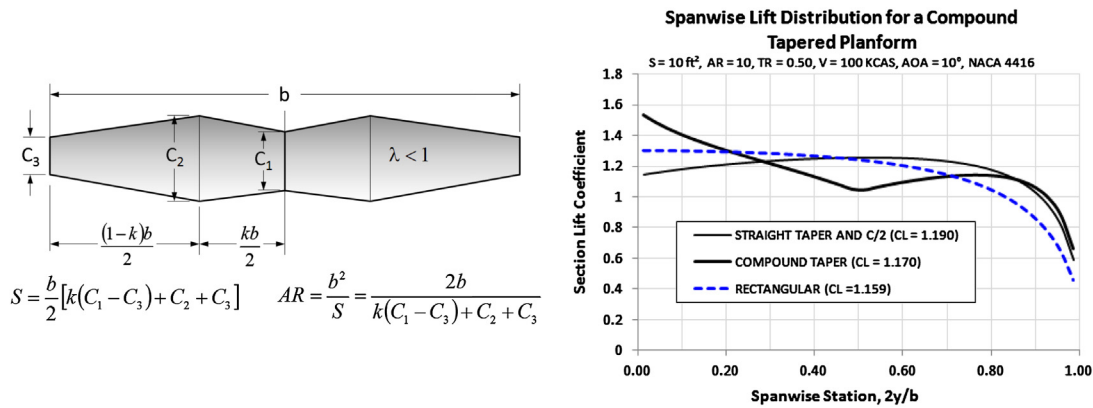 b
C₃
C₂
C₁
λ < 1
(1−k)b
2
kb
2
S = b/2 [k(C₁ − C₃) + C₂ + C₃]
AR = b²/S = 2b / k(C₁ − C₃) + C₂ + C₃
Spanwise Lift Distribution for a Compound
Tapered Planform
S = 10 ft², AR = 10, TR = 0.50, V = 100 KCAS, AOA = 10°, NACA 4416
Section Lift Coefficient
1.8
1.6
1.4
1.2
1
0.8
0.6
0.4
0.2
0
STRAIGHT TAPER AND C/2 (CL = 1.190)
COMPOUND TAPER (CL = 1.170)
RECTANGULAR (CL =1.159)
0.00 0.20 0.40 0.60 0.80 1.00
Spanwise Station, 2y/b